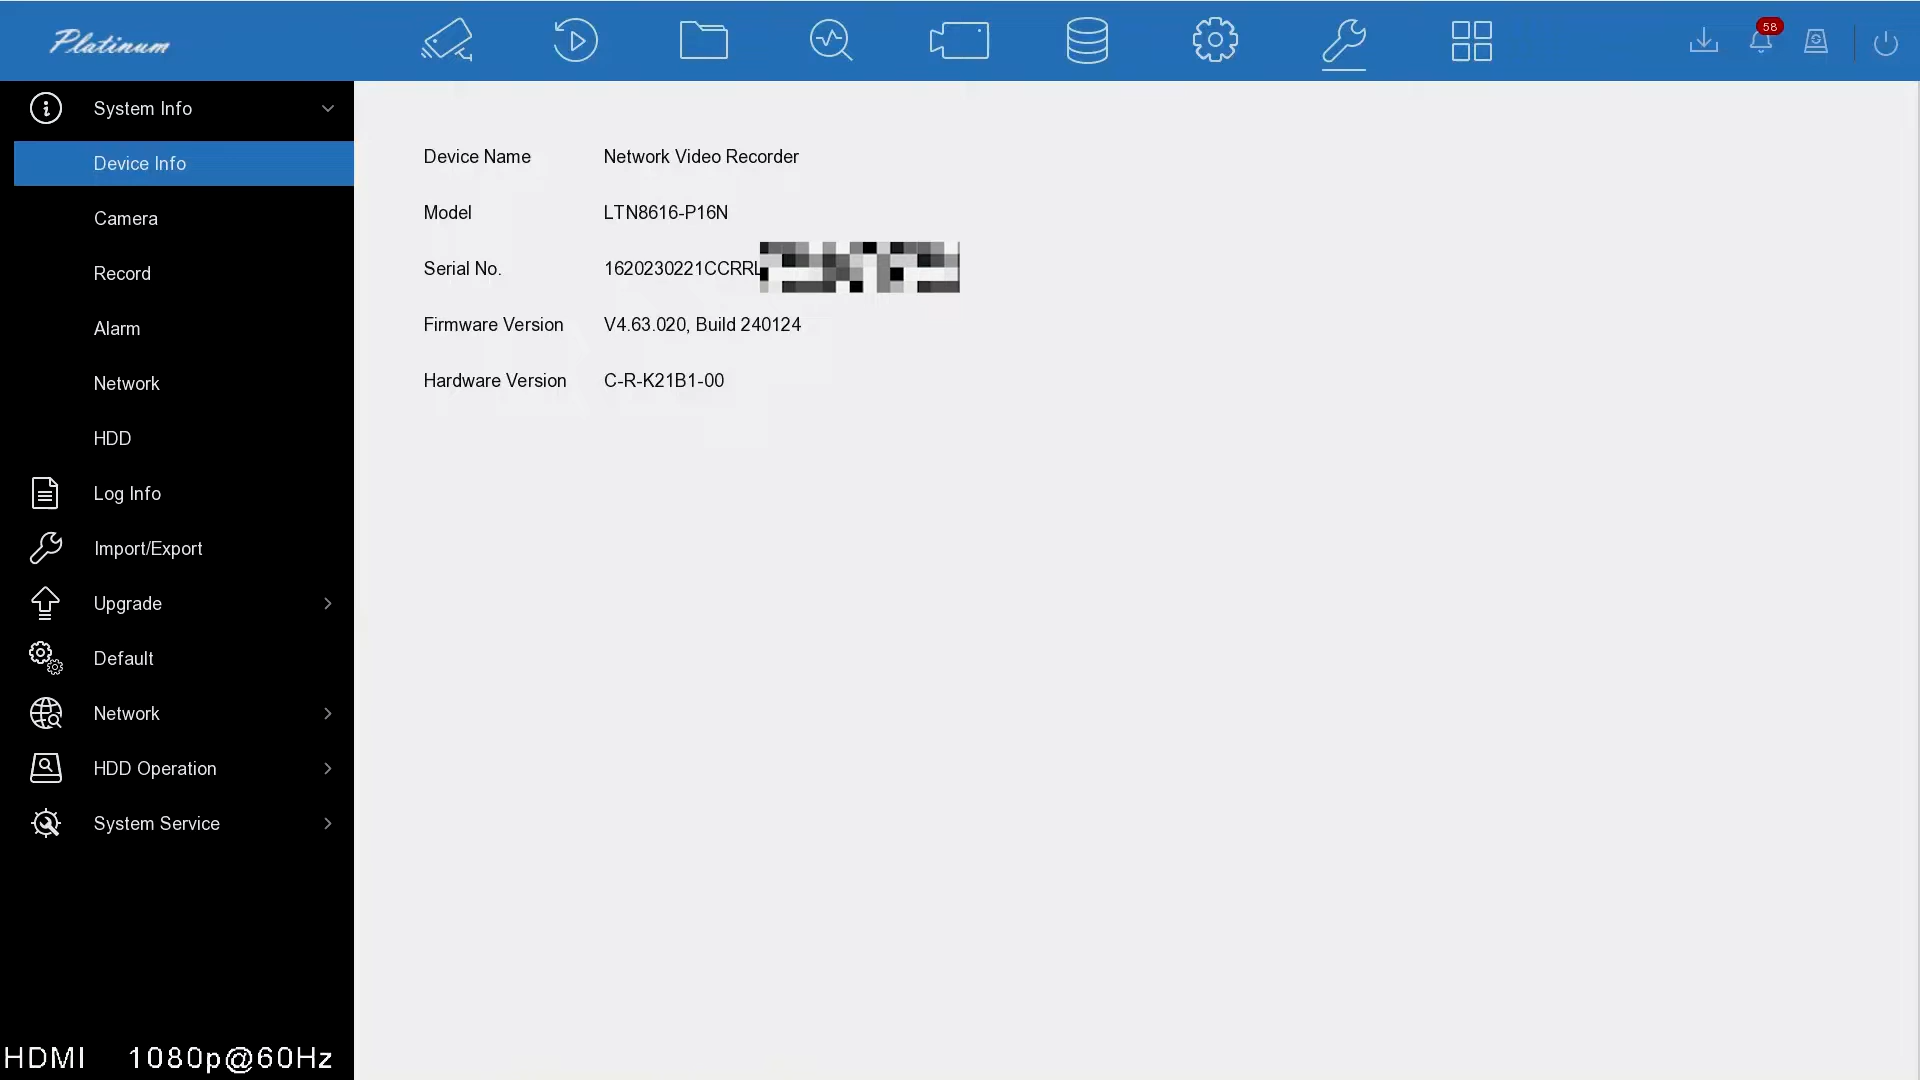 Platinum
58
System Info
Device Info
Camera
Record
Alarm
Network
HDD
Log Info
Import/Export
Upgrade
Default
Network
HDD Operation
System Service
Device Name Network Video Recorder
Model LTN8616-P16N
Serial No. 1620230221CCRRL
Firmware Version V4.63.020, Build 240124
Hardware Version C-R-K21B1-00
HDMI 1080p@60Hz